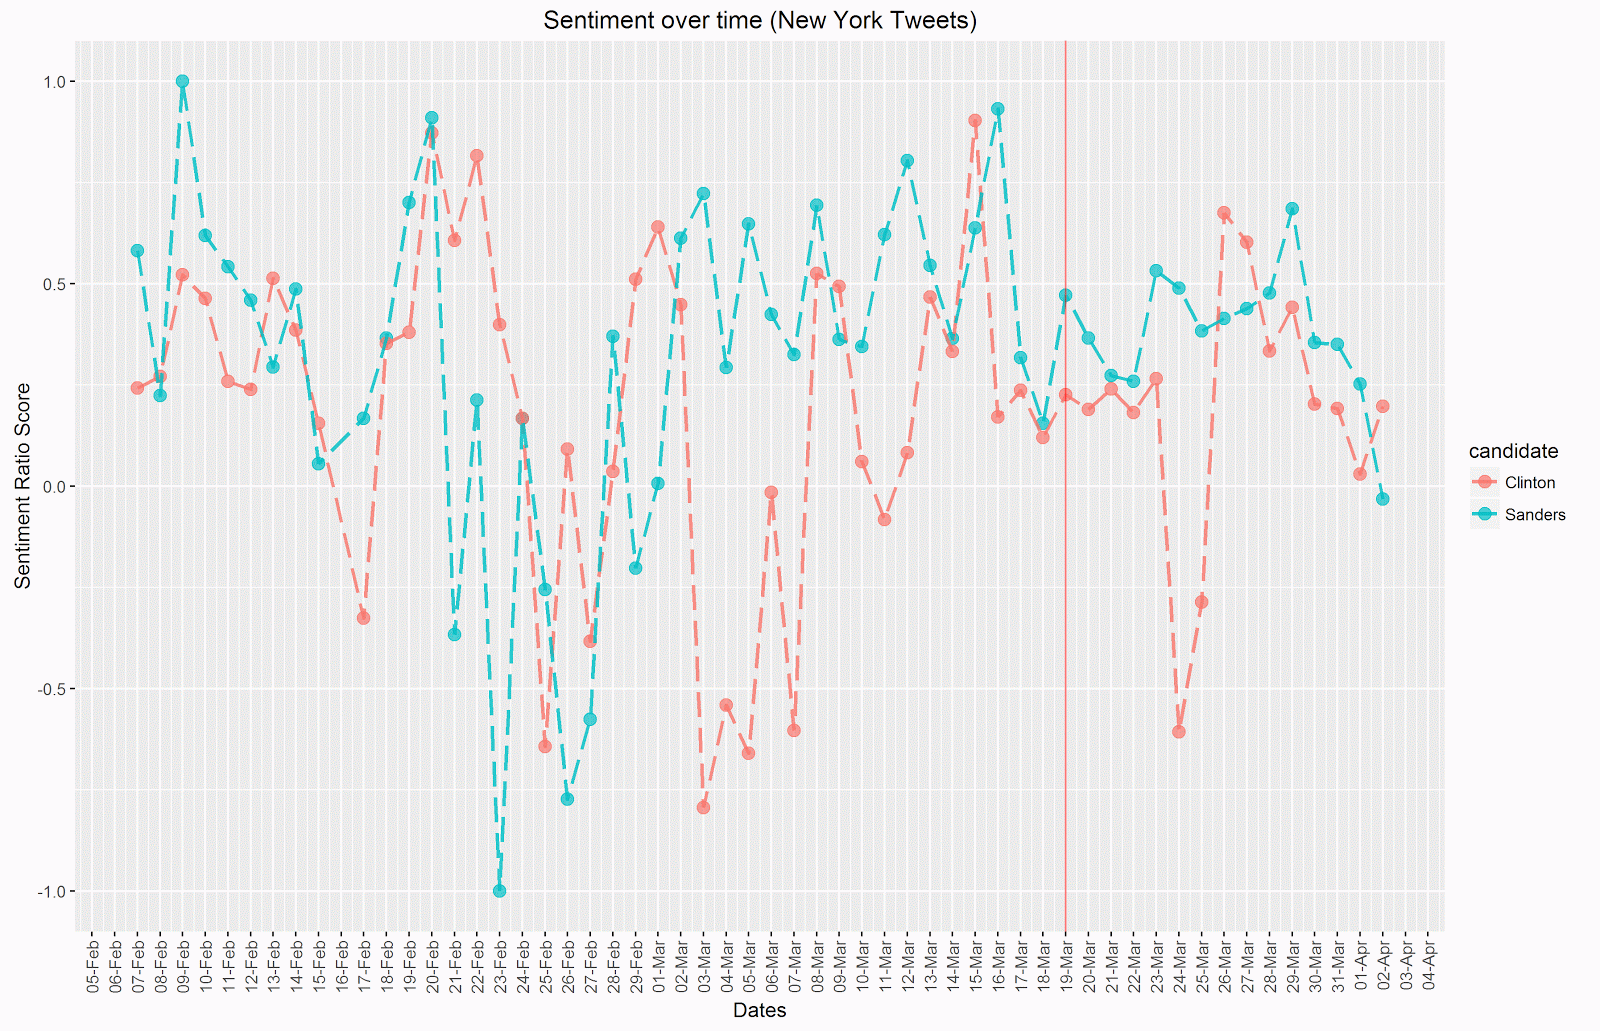 Sentiment over time (New York Tweets)
1.0
0.5
0.0
-0.5
-1.0
Sentiment Ratio Score
05-Feb
06-Feb
07-Feb
08-Feb
09-Feb
10-Feb
11-Feb
12-Feb
13-Feb
14-Feb
15-Feb
16-Feb
17-Feb
18-Feb
19-Feb
20-Feb
21-Feb
22-Feb
23-Feb
24-Feb
25-Feb
26-Feb
27-Feb
28-Feb
29-Feb
01-Mar
02-Mar
03-Mar
04-Mar
05-Mar
06-Mar
07-Mar
08-Mar
09-Mar
10-Mar
11-Mar
12-Mar
13-Mar
14-Mar
15-Mar
16-Mar
17-Mar
18-Mar
19-Mar
20-Mar
21-Mar
22-Mar
23-Mar
24-Mar
25-Mar
26-Mar
27-Mar
28-Mar
29-Mar
30-Mar
31-Mar
01-Apr
02-Apr
03-Apr
04-Apr
Dates
candidate
Clinton
Sanders